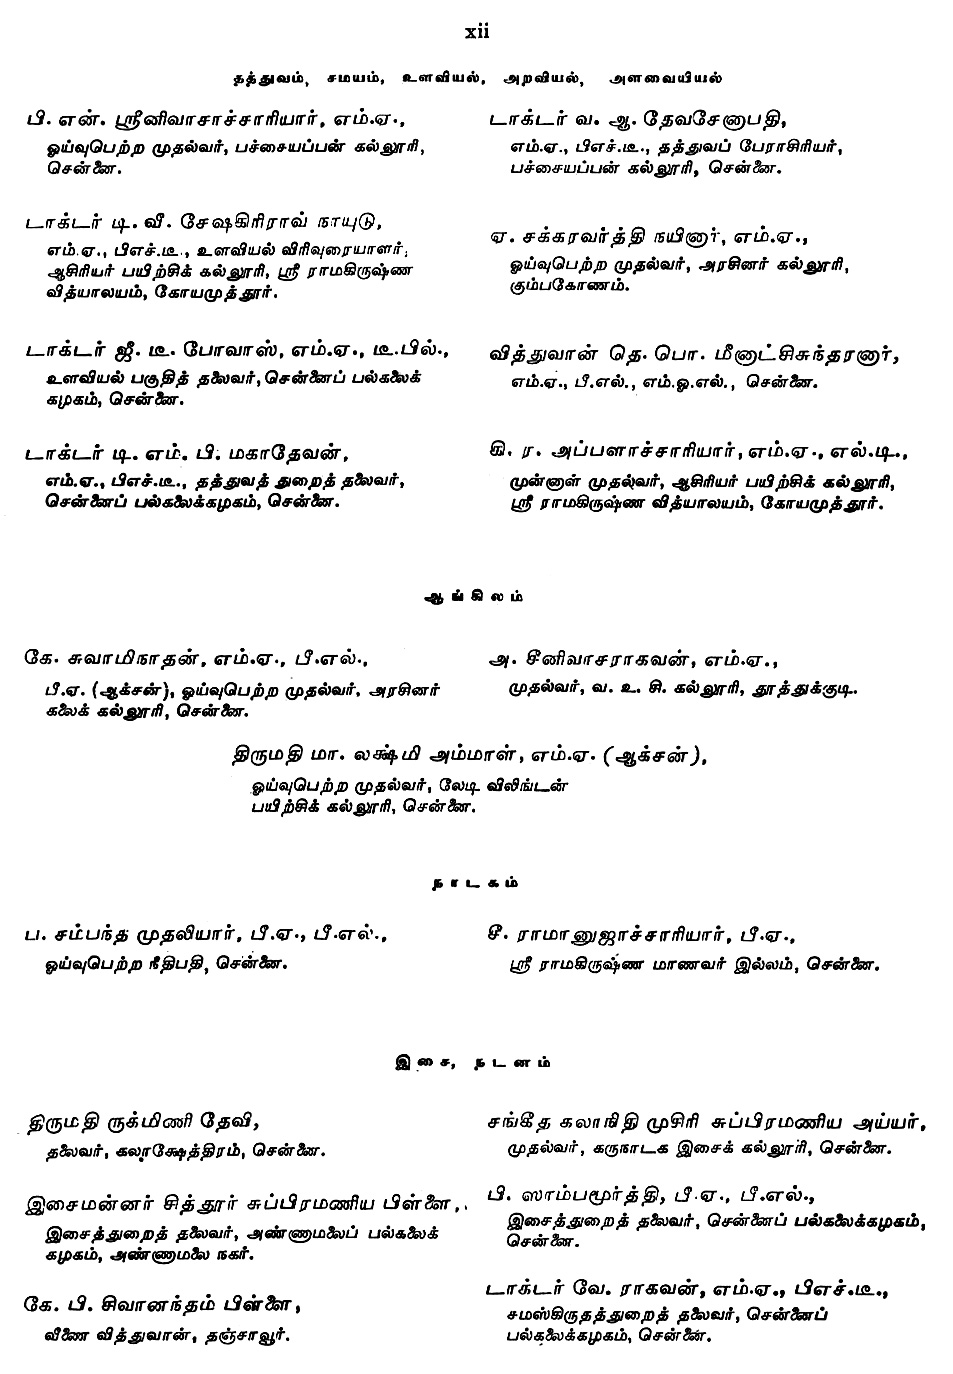 xii
தத்துவம், சமயம், உளவியல், அறவியல், அளவையியல்
பி. என். ஸ்ரீனிவாசாச்சாரியார், எம்.ஏ.,
ஓய்வுபெற்ற முதல்வர், பச்சையப்பன் கல்லூரி,
சென்னை.
டாக்டர் டி. வீ. சேஷகிரிராவ் நாயுடு,
எம்.ஏ., பிஎச்.டீ., உளவியல் விரிவுரையாளர்,
ஆசிரியர் பயிற்சிக் கல்லூரி, ஸ்ரீ ராமகிருஷ்ண
வித்யாலயம், கோயமுத்தூர்.
டாக்டர் ஜீ. டீ. போவாஸ், எம்.ஏ., டீ.பில்.,
உளவியல் பகுதித் தலைவர், சென்னைப் பல்கலைக்
கழகம், சென்னை.
டாக்டர் டி. எம். பி. மகாதேவன்,
எம்.ஏ., பிஎச்.டீ., தத்துவத் துறைத் தலைவர்,
சென்னைப் பல்கலைக்கழகம், சென்னை.
டாக்டர் வ. ஆ. தேவசேனாபதி,
எம்.ஏ., பிஎச்.டீ., தத்துவப் பேராசிரியர்,
பச்சையப்பன் கல்லூரி, சென்னை.
ஏ. சக்கரவர்த்தி நயினார், எம்.ஏ.,
ஓய்வுபெற்ற முதல்வர், அரசினர் கல்லூரி,
கும்பகோணம்.
வித்துவான் தெ. பொ. மீனாட்சிசுந்தரனார்,
எம்.ஏ., பீ.எல்., எம்.ஓ.எல்., சென்னை.
கி. ர. அப்பளாச்சாரியார், எம்.ஏ., எல்.டி.,
முன்னாள் முதல்வர், ஆசிரியர் பயிற்சிக் கல்லூரி,
ஸ்ரீ ராமகிருஷ்ண வித்யாலயம், கோயமுத்தூர்.
ஆங்கிலம்
கே. சுவாமிநாதன், எம்.ஏ., பீ.எல்.,
பீ.ஏ. (ஆக்சன்), ஓய்வுபெற்ற முதல்வர், அரசினர்
கலைக் கல்லூரி, சென்னை.
அ. சீனிவாசராகவன், எம்.ஏ.,
முதல்வர், வ. உ. சி. கல்லூரி, தூத்துக்குடி.
திருமதி மா. லக்ஷ்மி அம்மாள், எம்.ஏ. (ஆக்சன்),
ஓய்வுபெற்ற முதல்வர், லேடி விலிங்டன்
பயிற்சிக் கல்லூரி, சென்னை.
நாடகம்
ப. சம்பந்த முதலியார், பீ.ஏ., பீ.எல்.,
ஓய்வுபெற்ற நீதிபதி, சென்னை.
சீ. ராமானுஜாச்சாரியார், பீ.ஏ.,
ஸ்ரீ ராமகிருஷ்ண மாணவர் இல்லம், சென்னை.
இசை, நடனம்
திருமதி ருக்மிணி தேவி,
தலைவர், கலாக்ஷேத்திரம், சென்னை.
இசைமன்னர் சித்தூர் சுப்பிரமணிய பிள்ளை,
இசைத்துறைத் தலைவர், அண்ணாமலைப் பல்கலைக்
கழகம், அண்ணாமலை நகர்.
கே. பி. சிவானந்தம் பிள்ளை,
வீணை வித்துவான், தஞ்சாவூர்.
சங்கீத கலாநிதி முசிரி சுப்பிரமணிய அய்யர்,
முதல்வர், கருநாடக இசைக் கல்லூரி, சென்னை.
பி. ஸாம்பமூர்த்தி, பீ.ஏ., பீ.எல்.,
இசைத்துறைத் தலைவர், சென்னைப் பல்கலைக்கழகம்,
சென்னை.
டாக்டர் வே. ராகவன், எம்.ஏ., பிஎச்.டீ.,
சமஸ்கிருதத்துறைத் தலைவர், சென்னைப்
பல்கலைக்கழகம், சென்னை.